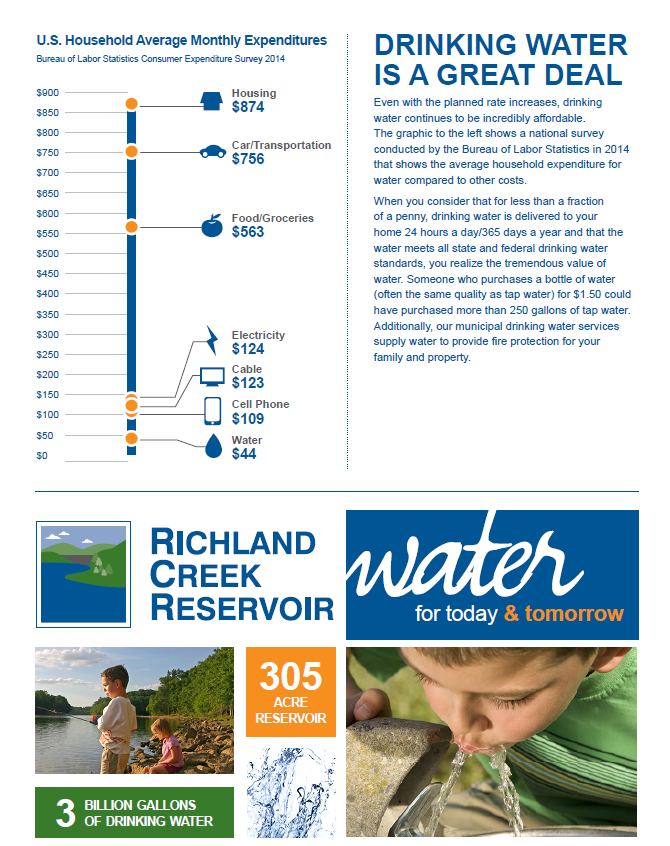 U.S. Household Average Monthly Expenditures
Bureau of Labor Statistics Consumer Expenditure Survey 2014
$900
$850
$800
$750
$700
$650
$600
$550
$500
$450
$400
$350
$300
$250
$200
$150
$100
$50
$0
Housing
$874
Car/Transportation
$756
Food/Groceries
$563
Electricity
$124
Cable
$123
Cell Phone
$109
Water
$44
DRINKING WATER
IS A GREAT DEAL
Even with the planned rate increases, drinking
water continues to be incredibly affordable.
The graphic to the left shows a national survey
conducted by the Bureau of Labor Statistics in 2014
that shows the average household expenditure for
water compared to other costs.
When you consider that for less than a fraction
of a penny, drinking water is delivered to your
home 24 hours a day/365 days a year and that the
water meets all state and federal drinking water
standards, you realize the tremendous value of
water. Someone who purchases a bottle of water
(often the same quality as tap water) for $1.50 could
have purchased more than 250 gallons of tap water.
Additionally, our municipal drinking water services
supply water to provide fire protection for your
family and property.
RICHLAND
CREEK
RESERVOIR
water
for today & tomorrow
305
ACRE
RESERVOIR
3 BILLION GALLONS
OF DRINKING WATER